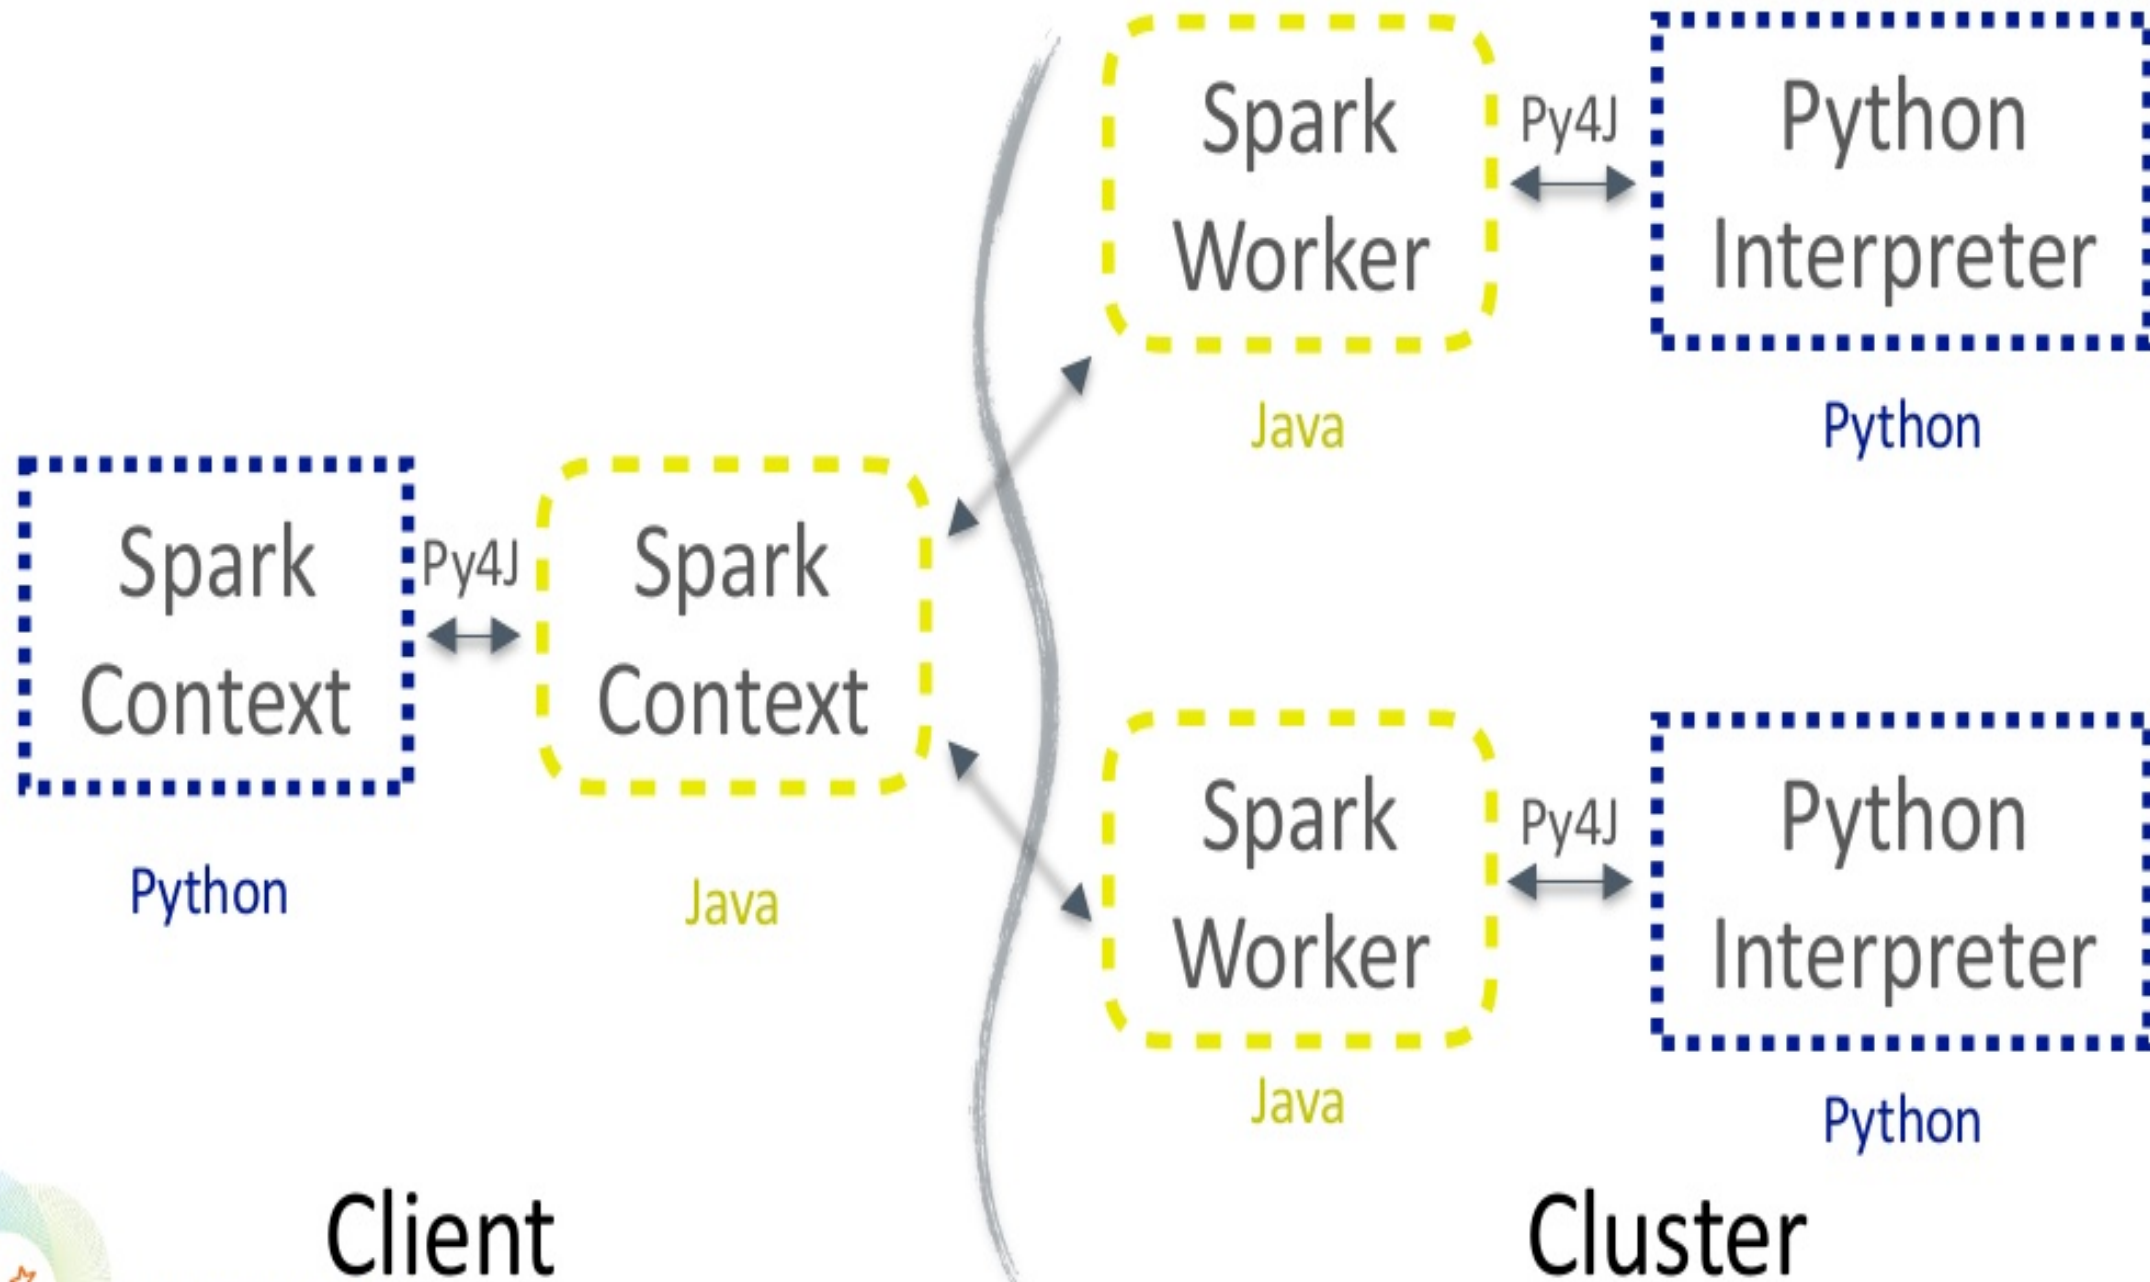 Spark
Worker
Py4J
Python
Interpreter
Java
Python
Spark
Context
Py4J
Spark
Context
Python
Java
Spark
Worker
Py4J
Python
Interpreter
Java
Python
Client
Cluster